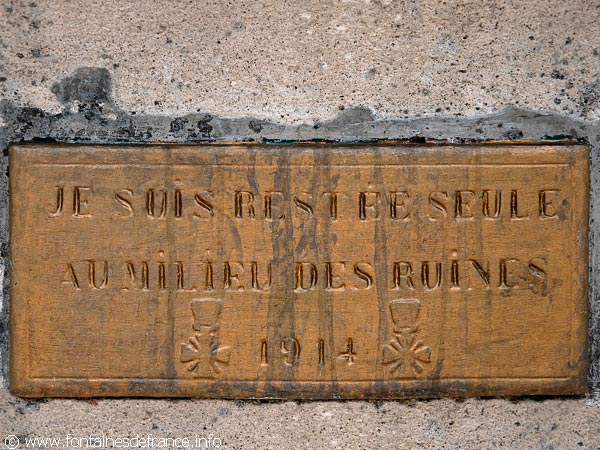 JE SUIS RESTÉE SEULE
AU MILIEU DES RUINES
1914
© www.fontainesdefrance.info